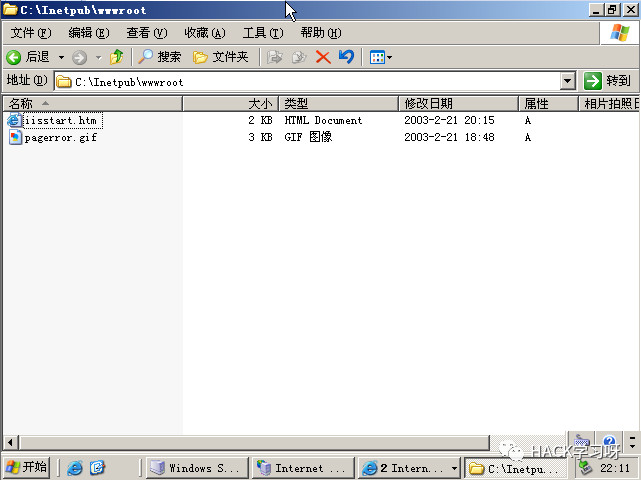 C:\Inetpub\wwwroot
文件(F) 编辑(E) 查看(V) 收藏(A) 工具(T) 帮助(H)
后退 搜索 文件夹
地址(D) C:\Inetpub\wwwroot 转到
名称 大小 类型 修改日期 属性 相片拍照日
iisstart.htm 2 KB HTML Document 2003-2-21 20:15 A
pagerror.gif 3 KB GIF 图像 2003-2-21 18:48 A
HACK学习呀
开始 Windows S... Internet ... 2 Intern... C:\Inetpu... 22:11